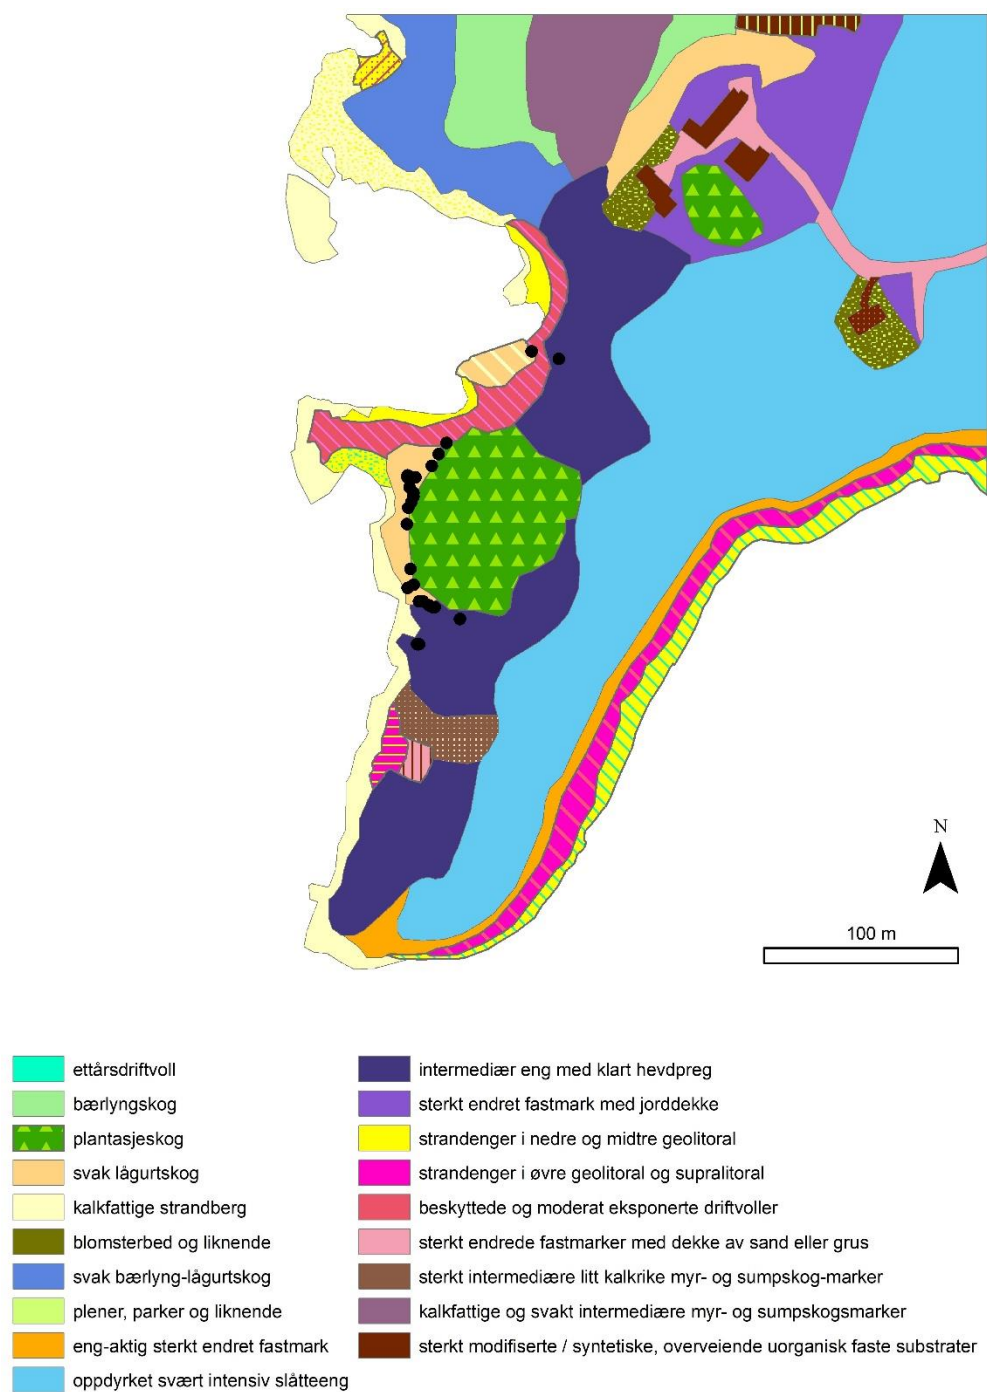 N
100 m
ettårsdriftvoll
bærlyngskog
plantasjeskog
svak lågurtskog
kalkfattige strandberg
blomsterbed og liknende
svak bærlyng-lågurtskog
plener, parker og liknende
eng-aktig sterkt endret fastmark
oppdyrket svært intensiv slåtteeng
intermediær eng med klart hevdpreg
sterkt endret fastmark med jorddekke
strandenger i nedre og midtre geolitoral
strandenger i øvre geolitoral og supralitoral
beskyttede og moderat eksponerte driftvoller
sterkt endrede fastmarker med dekke av sand eller grus
sterkt intermediære litt kalkrike myr- og sumpskog-marker
kalkfattige og svakt intermediære myr- og sumpskogsmarker
sterkt modifiserte / syntetiske, overveiende uorganisk faste substrater